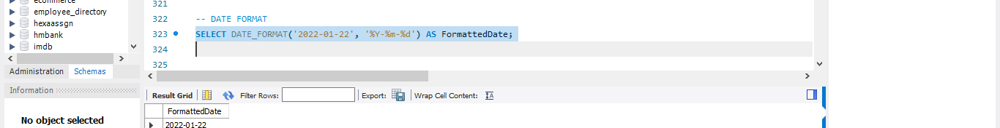 ecommerce
employee_directory
hexaassgn
hmbank
imdb
Administration Schemas
Information
No object selected
321
322 -- DATE FORMAT
323 SELECT DATE_FORMAT('2022-01-22', '%Y-%m-%d') AS FormattedDate;
324
325
Result Grid Filter Rows: Export: Wrap Cell Content:
FormattedDate
2022-01-22